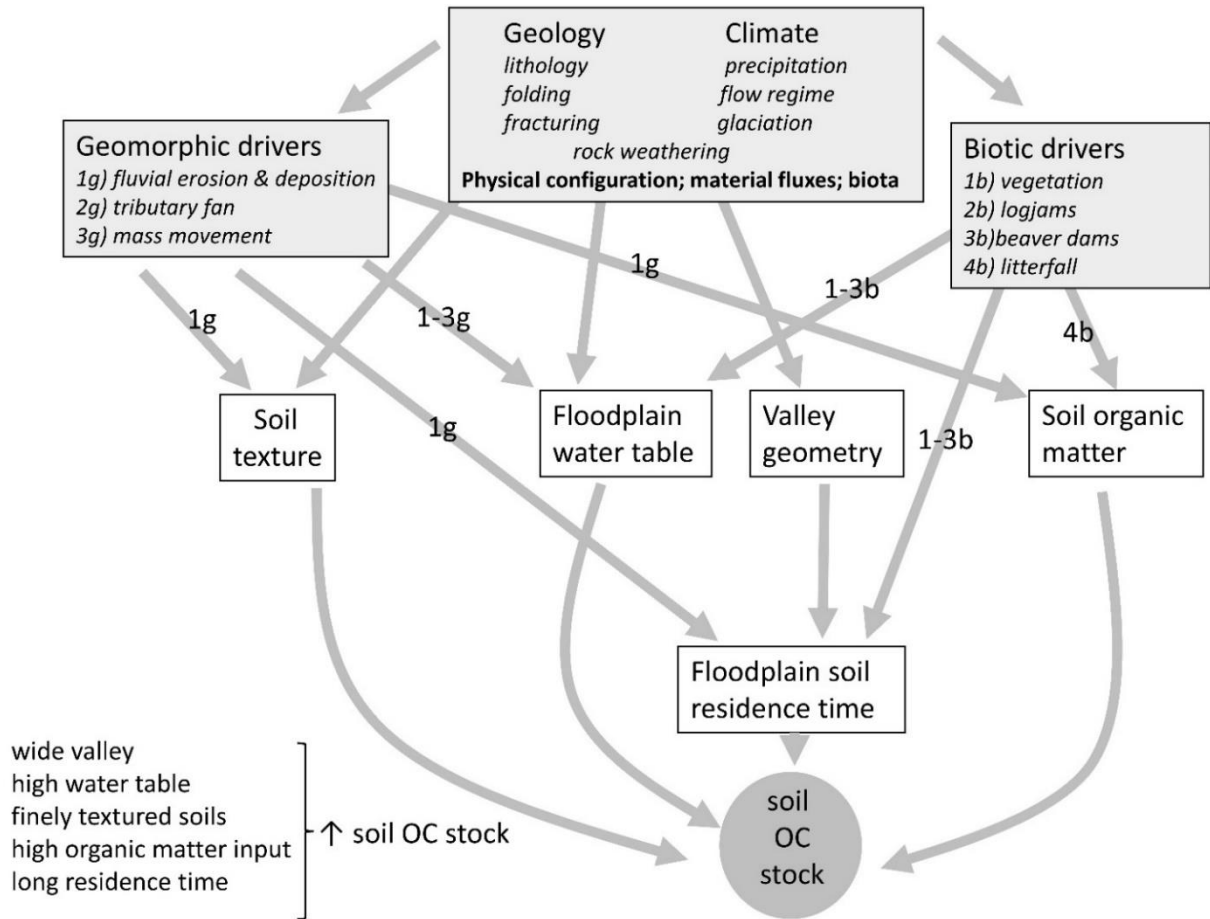 Geology Climate
lithology precipitation
folding flow regime
fracturing glaciation
rock weathering
Physical configuration; material fluxes; biota
Geomorphic drivers
1g) fluvial erosion & deposition
2g) tributary fan
3g) mass movement
Biotic drivers
1b) vegetation
2b) logjams
3b)beaver dams
4b) litterfall
1g
1-3g
1g
1g
1-3b
4b
1-3b
Soil
texture
Floodplain
water table
Valley
geometry
Soil organic
matter
Floodplain soil
residence time
soil
OC
stock
wide valley
high water table
finely textured soils
high organic matter input
long residence time
↑ soil OC stock